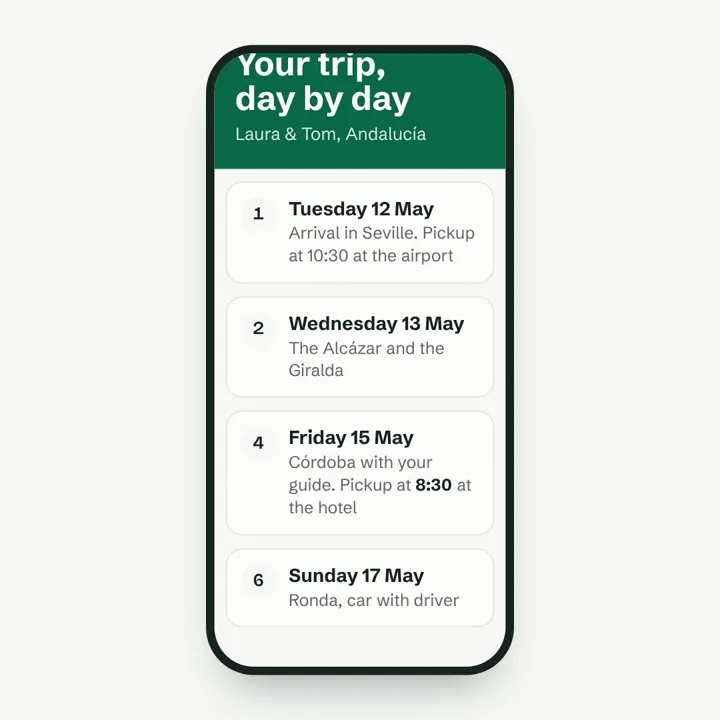 Your trip,
day by day
Laura & Tom, Andalucía
1
Tuesday 12 May
Arrival in Seville. Pickup
at 10:30 at the airport
2
Wednesday 13 May
The Alcázar and the
Giralda
4
Friday 15 May
Córdoba with your
guide. Pickup at 8:30 at
the hotel
6
Sunday 17 May
Ronda, car with driver